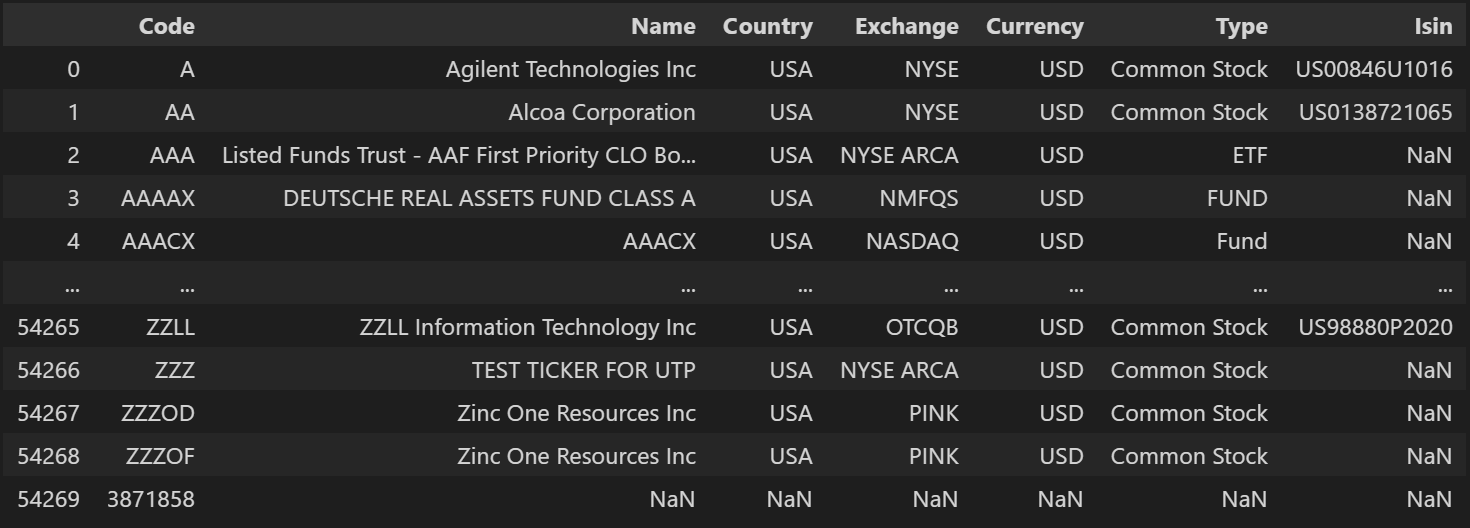 Code Name Country Exchange Currency Type Isin
0 A Agilent Technologies Inc USA NYSE USD Common Stock US00846U1016
1 AA Alcoa Corporation USA NYSE USD Common Stock US0138721065
2 AAA Listed Funds Trust - AAF First Priority CLO Bo... USA NYSE ARCA USD ETF NaN
3 AAAAX DEUTSCHE REAL ASSETS FUND CLASS A USA NMFQS USD FUND NaN
4 AAACX AAACX USA NASDAQ USD Fund NaN
... ... ... ... ... ... ... ...
54265 ZZLL ZZLL Information Technology Inc USA OTCQB USD Common Stock US98880P2020
54266 ZZZ TEST TICKER FOR UTP USA NYSE ARCA USD Common Stock NaN
54267 ZZZOD Zinc One Resources Inc USA PINK USD Common Stock NaN
54268 ZZZOF Zinc One Resources Inc USA PINK USD Common Stock NaN
54269 3871858 NaN NaN NaN NaN NaN NaN